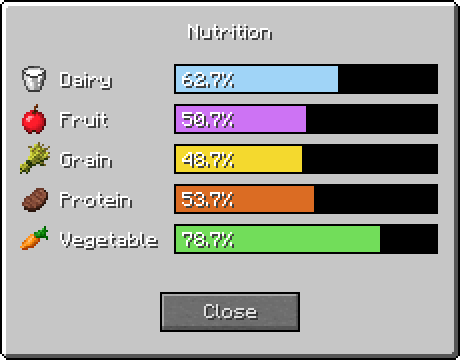 Nutrition
Dairy 62.7%
Fruit 50.7%
Grain 48.7%
Protein 53.7%
Vegetable 78.7%
Close